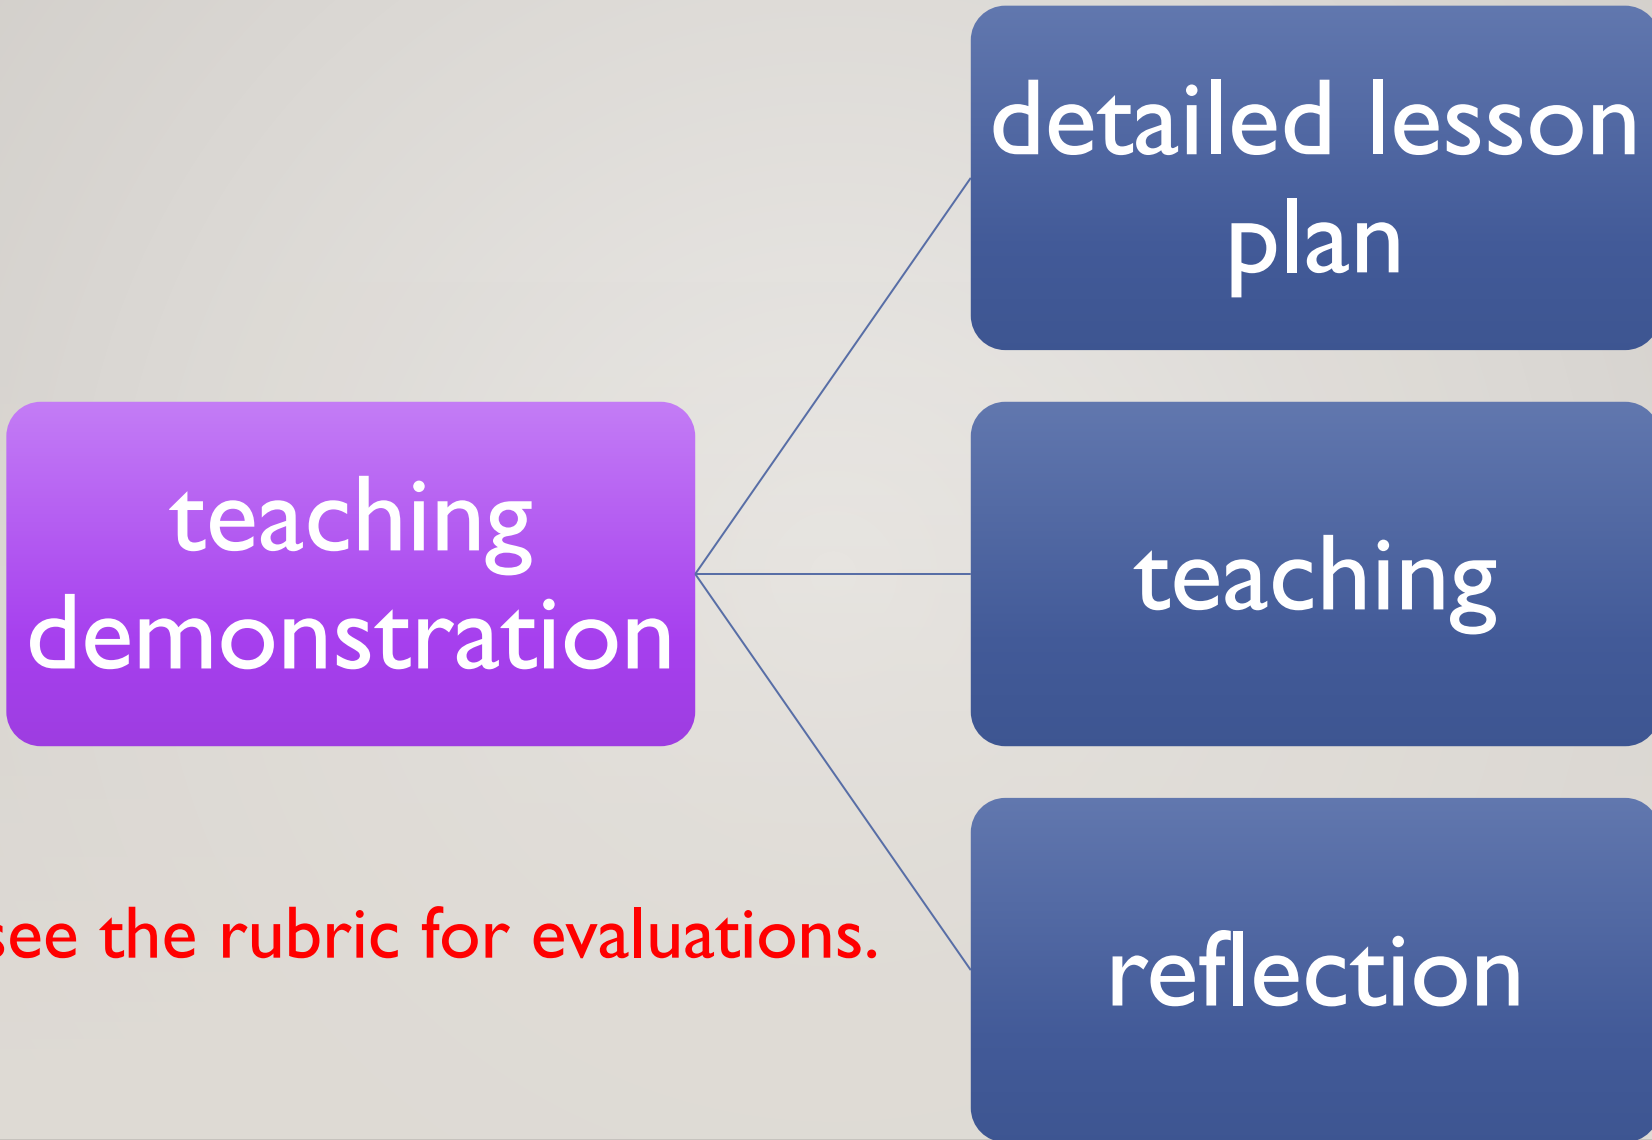 detailed lesson
plan
teaching
demonstration
teaching
see the rubric for evaluations.
reflection